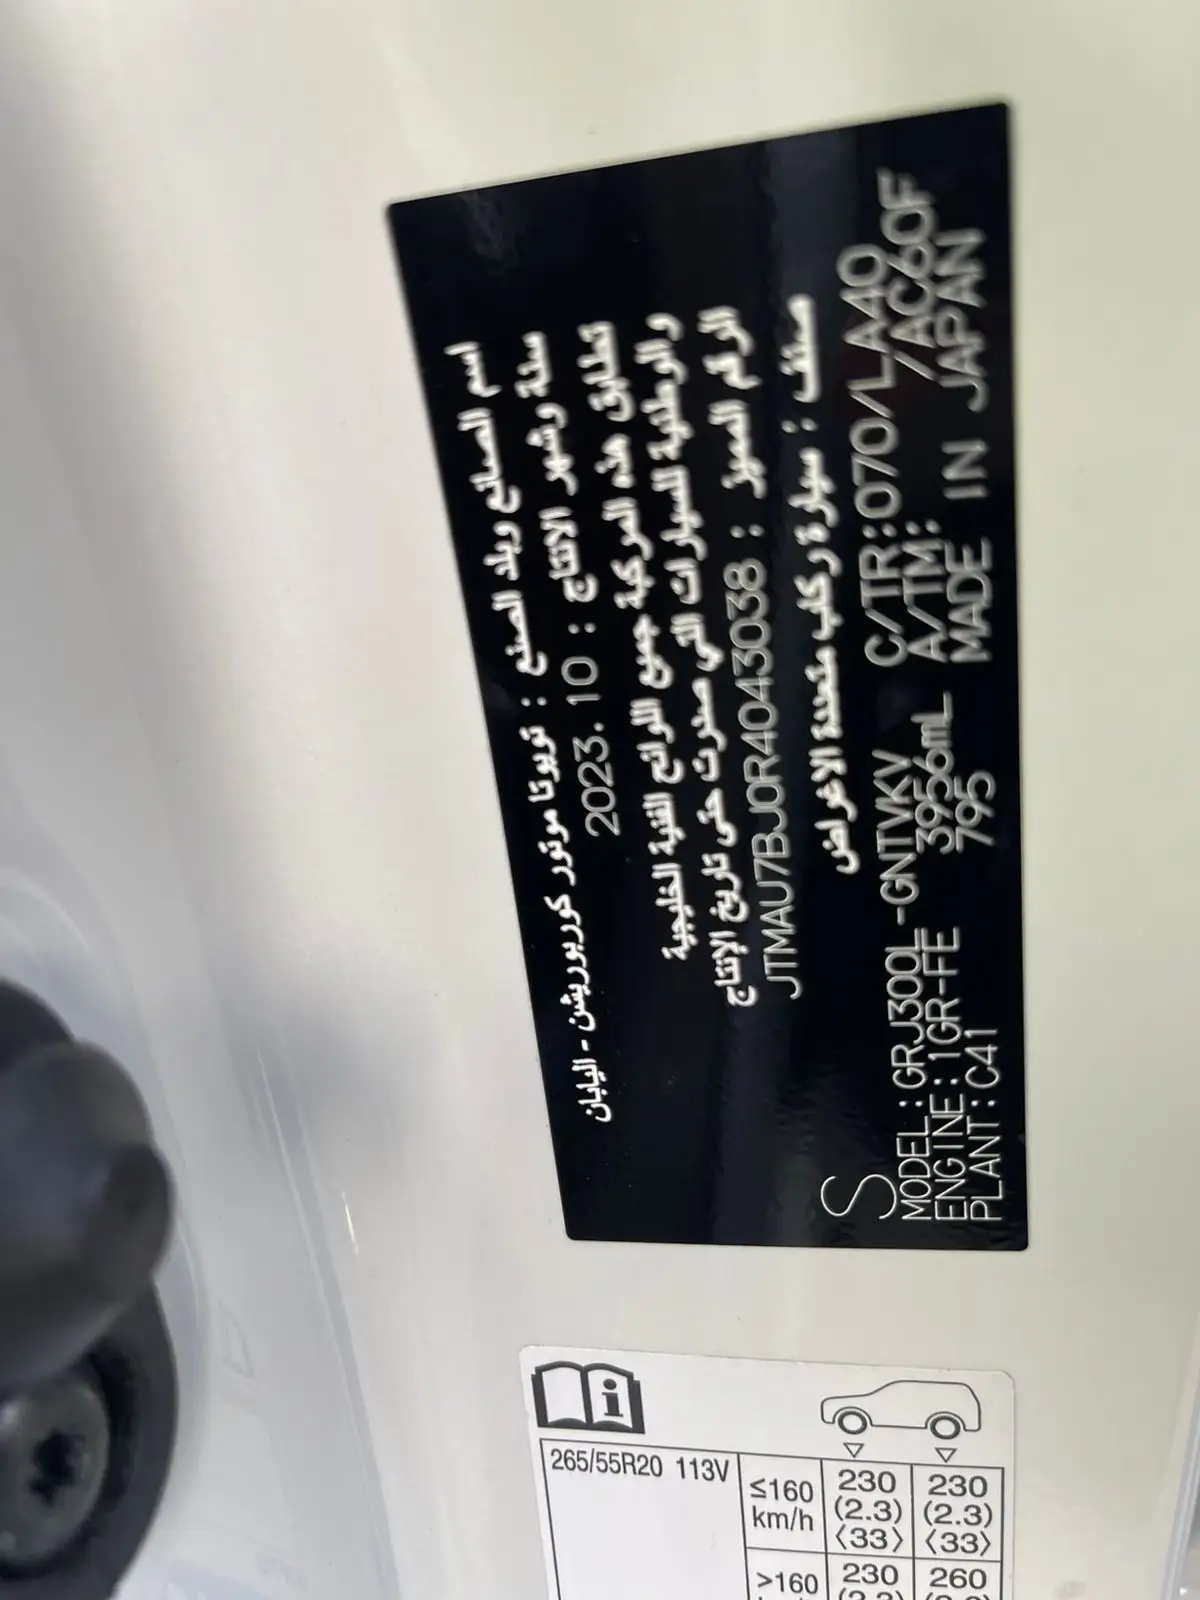 اسم الصانع وبلد الصنع : تويوتا موتور كوربوريشن - اليابان
سنة وشهر الانتاج : 2023.10
تطابق هذه المركبة جميع اللوائح الفنية الخليجية
والوطنية للسيارات التي صدرت حتى تاريخ الإنتاج
الرقم المميز : JTMAU7BJ0R4043038
صنف : سيارة ركاب متعددة الاغراض
S
MODEL:GRJ300L-GNTVKV C/TR:070/LA40
ENGINE:1GR-FE 3956mL A/TM: /AC60F
PLANT:C41 795 MADE IN JAPAN
265/55R20 113V
≤160 km/h 230 (2.3) ⟨33⟩ 230 (2.3) ⟨33⟩
>160 230 260